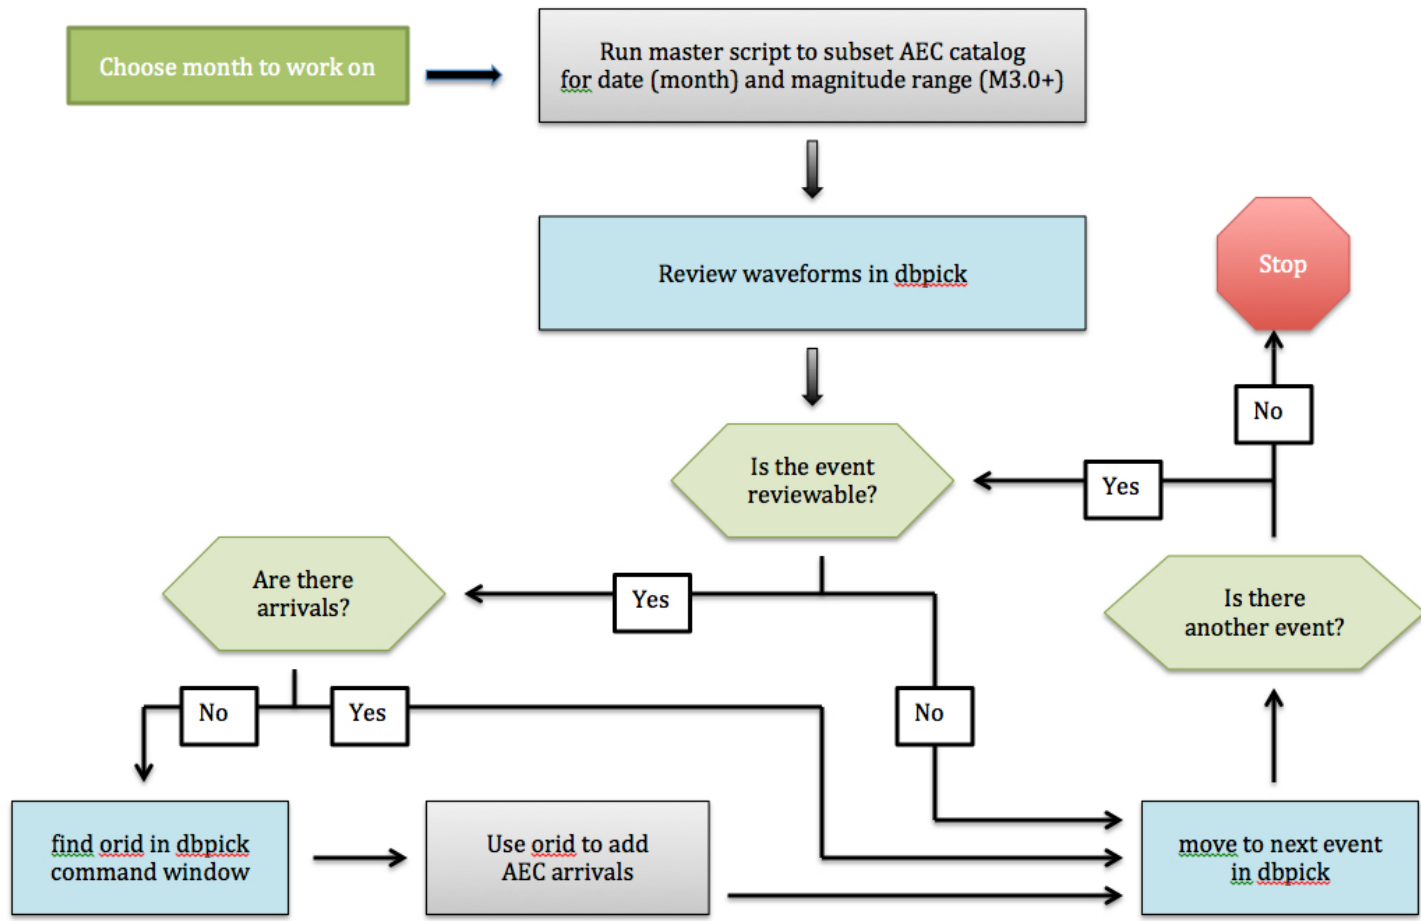 Choose month to work on
Run master script to subset AEC catalog
for date (month) and magnitude range (M3.0+)
Review waveforms in dbpick
Stop
No
Is the event
reviewable?
Yes
Are there
arrivals?
Yes
Is there
another event?
No
Yes
No
find orid in dbpick
command window
Use orid to add
AEC arrivals
move to next event
in dbpick